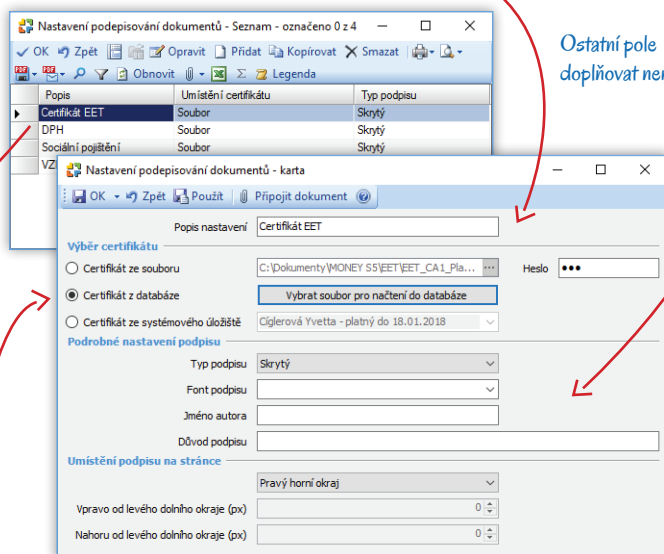 Nastavení podepisování dokumentů - Seznam - označeno 0 z 4
OK Zpět Opravit Přidat Kopírovat Smazat
Obnovit Σ Legenda
Popis Umístění certifikátu Typ podpisu
Certifikát EET Soubor Skrytý
DPH Soubor Skrytý
Sociální pojištění Soubor Skrytý
VZ
Ostatní pole
doplňovat
Nastavení podepisování dokumentů - karta
OK Zpět Použít Připojit dokument
Popis nastavení Certifikát EET
Výběr certifikátu
Certifikát ze souboru C:\Dokumenty\MONEY S5\EET\EET_CA1_Pla... ... Heslo ●●●
Certifikát z databáze Vybrat soubor pro načtení do databáze
Certifikát ze systémového úložiště Cíglerová Yvetta - platný do 18.01.2018
Podrobné nastavení podpisu
Typ podpisu Skrytý
Font podpisu
Jméno autora
Důvod podpisu
Umístění podpisu na stránce
Pravý horní okraj
Vpravo od levého dolního okraje (px) 0
Nahoru od levého dolního okraje (px) 0